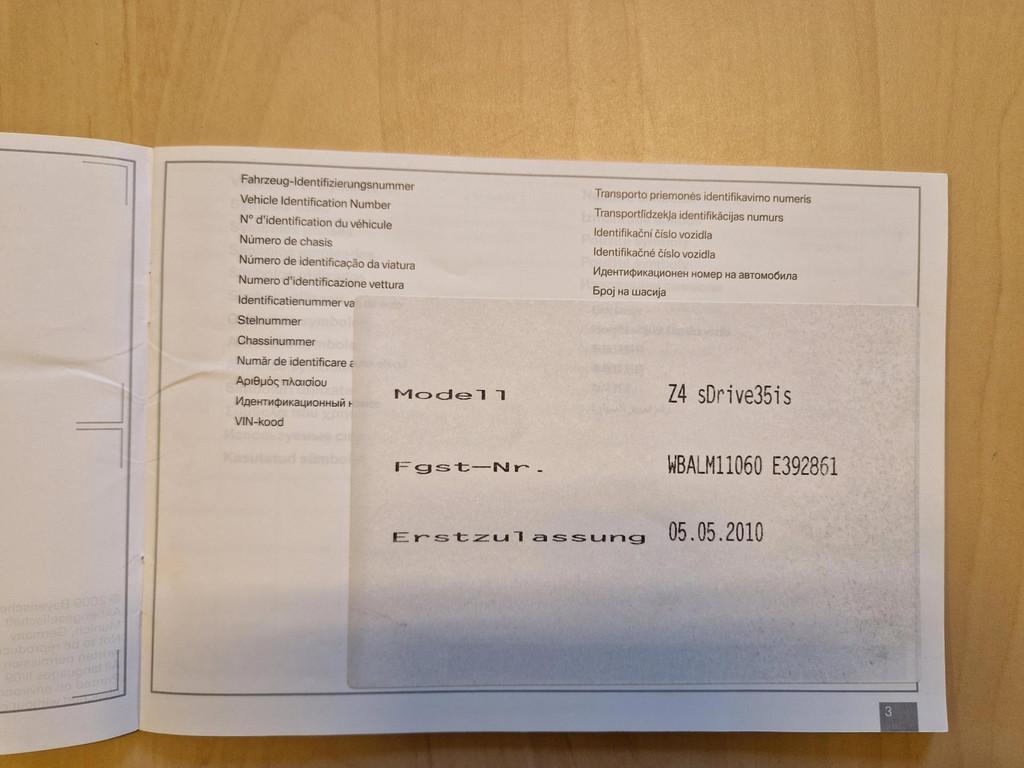 Fahrzeug-Identifizierungsnummer
Vehicle Identification Number
N° d'identification du véhicule
Número de chasis
Número de identificação da viatura
Numero d'identificazione vettura
Identificatienummer va
Stelnummer
Chassinummer
Număr de identificare a
Αριθμός πλαισίου
Идентификационный н
VIN-kood
Transporto priemonės identifikavimo numeris
Transportlīdzekļa identifikācijas numurs
Identifikační číslo vozidla
Identifikačné číslo vozidla
Идентификационен номер на автомобила
Број на шасија
Modell Z4 sDrive35is
Fgst-Nr. WBALM11060 E392861
Erstzulassung 05.05.2010
3